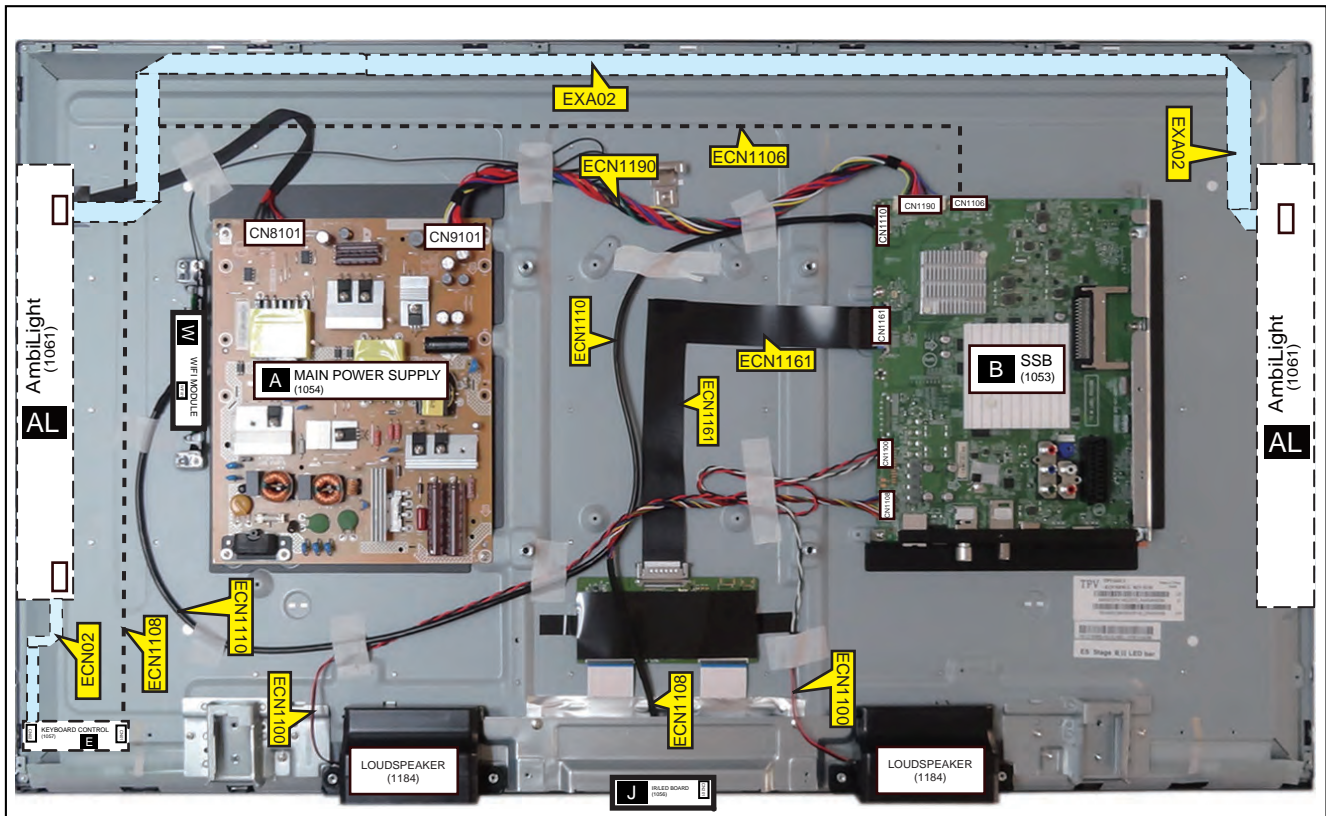 EXA02
EXA02
ECN1106
ECN1190
CN8101
CN9101
CN1110
CN1190
CN1106
AmbiLight
(1061)
AL
W
WIFI MODULE
A MAIN POWER SUPPLY
(1054)
ECN1110
ECN1161
ECN1161
CN1161
B SSB
(1053)
AmbiLight
(1061)
AL
CN1100
CN1108
TPV
ECN02
ECN1108
ECN1110
ECN1100
ECN1108
ECN1100
KEYBOARD CONTROL
(1057)
E
LOUDSPEAKER
(1184)
LOUDSPEAKER
(1184)
J IR/LED BOARD
(1056)